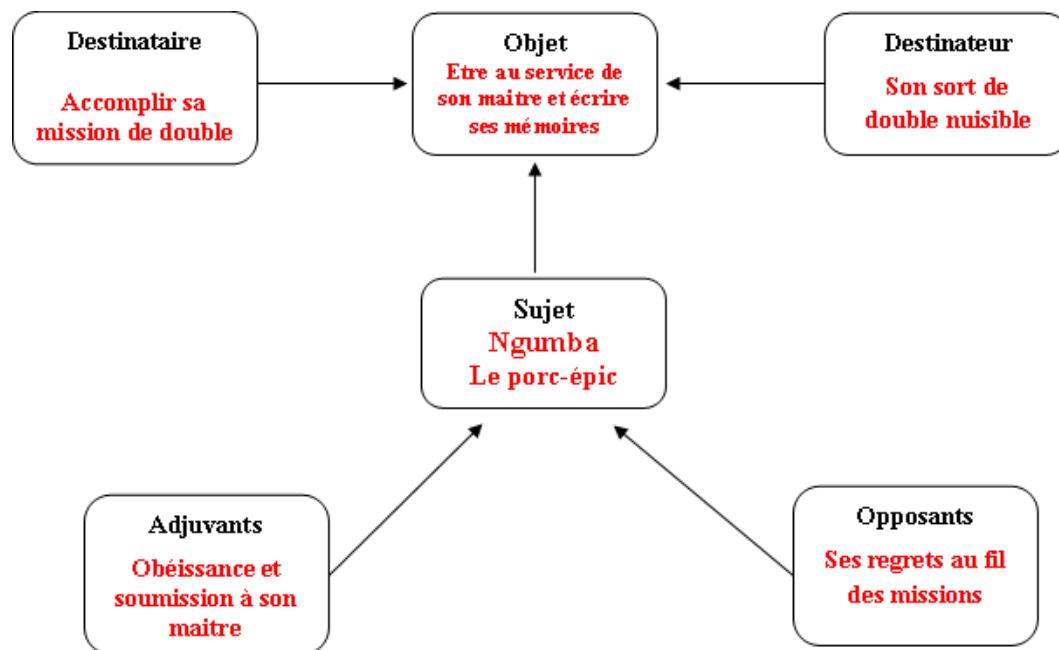 Destinataire
Accomplir sa
mission de double
Objet
Etre au service de
son maitre et écrire
ses mémoires
Destinateur
Son sort de
double nuisible
Sujet
Ngumba
Le porc-épic
Adjuvants
Obéissance et
soumission à son
maitre
Opposants
Ses regrets au fil
des missions